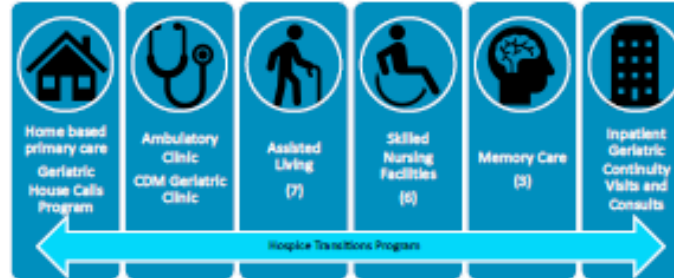 Home based
primary care
Geriatric
House Calls
Program
Ambulatory
Clinic
CDM Geriatric
Clinic
Assisted
Living
(7)
Skilled
Nursing
Facilities
(6)
Memory Care
(3)
Inpatient
Geriatric
Continuity
Visits and
Consults
Hospice Transitions Program